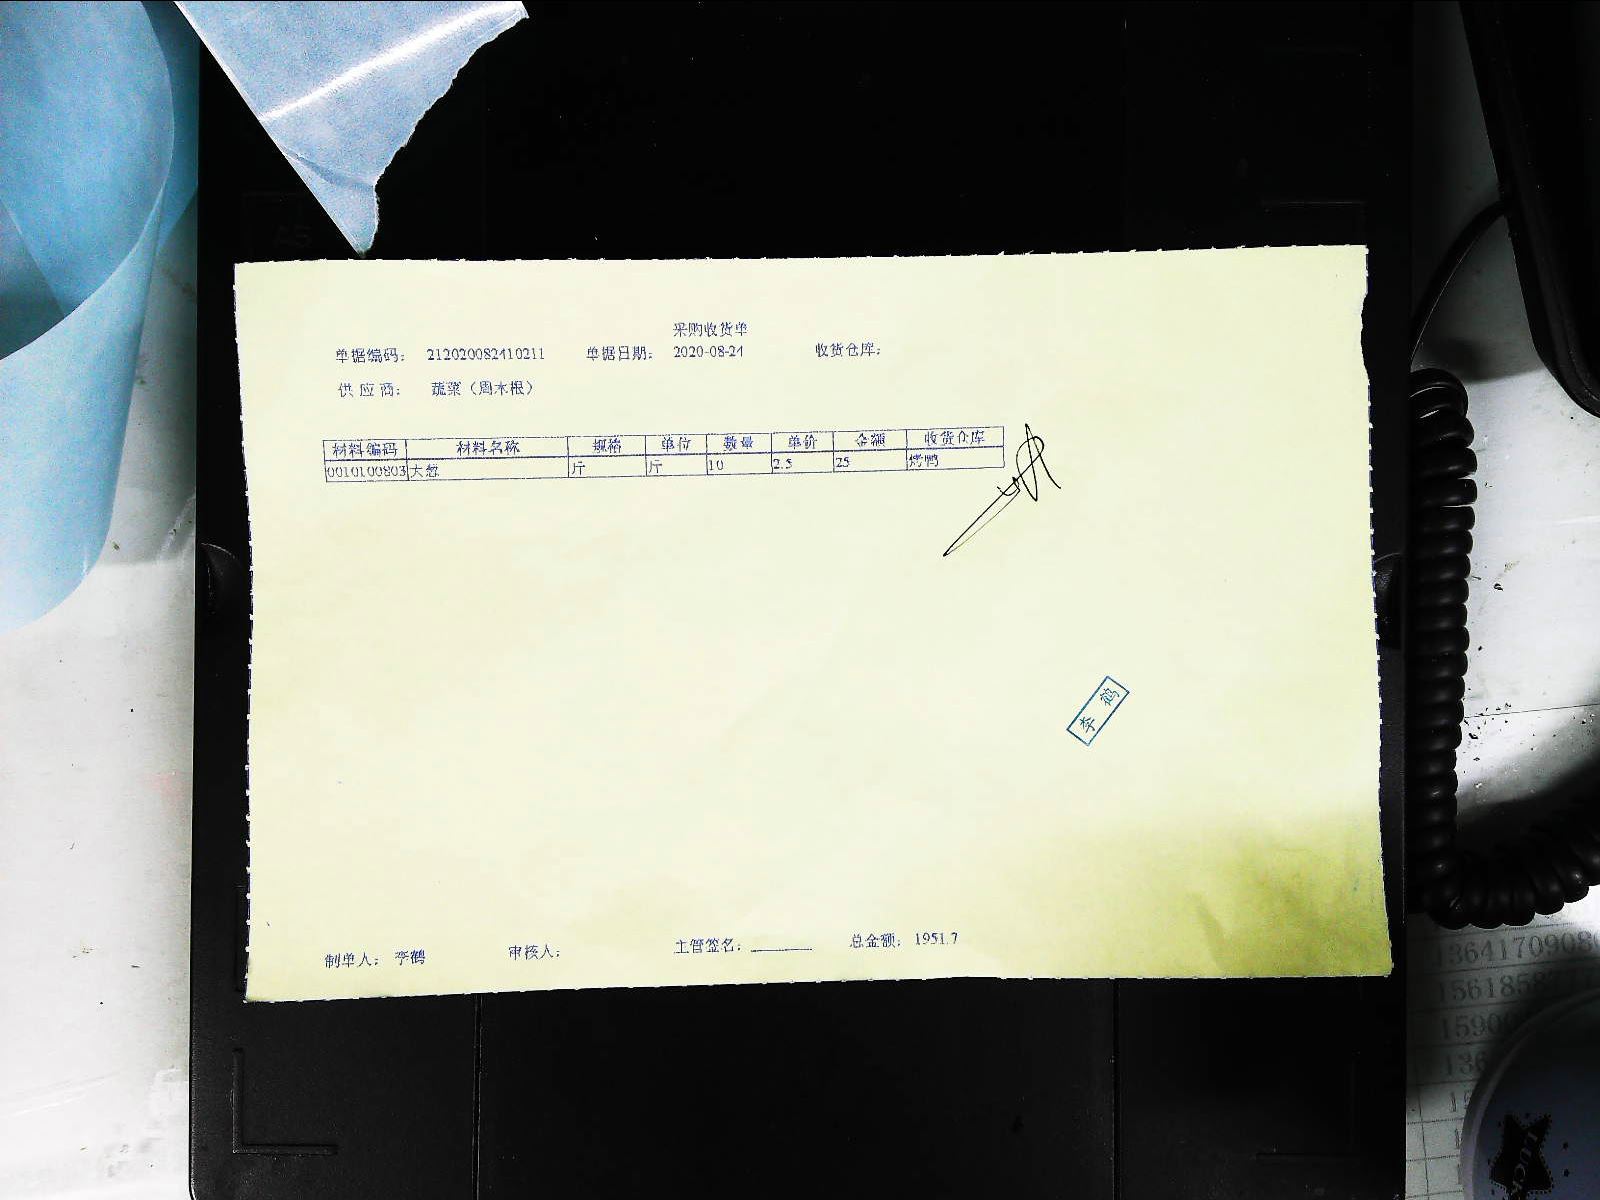 采购收货单
单据编码： 212020082410211 单据日期： 2020-08-24 收货仓库：
供 应 商： 蔬菜（周木根）
材料编码 材料名称 规格 单位 数量 单价 金额 收货仓库
0010100803 大葱 斤 斤 10 2.5 25 烤鸭
李 鹤
制单人： 李鹤 审核人： 主管签名：________ 总金额： 1951.7
13641709080